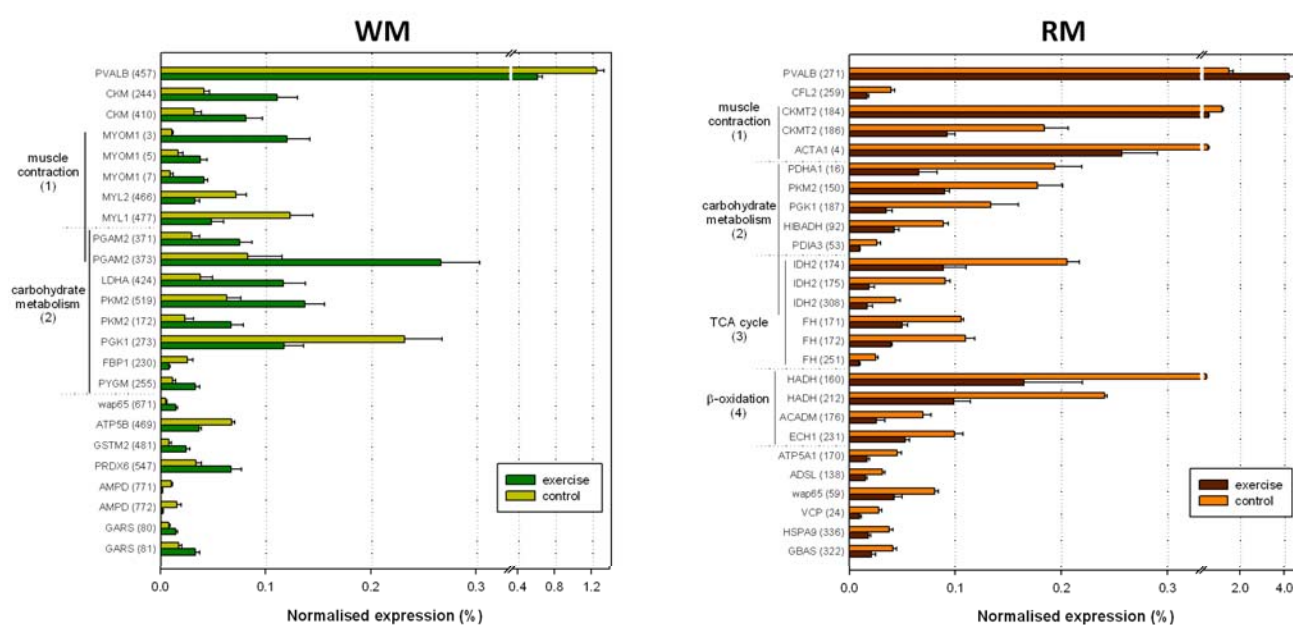 WM
PVALB (457)
CKM (244)
CKM (410)
MYOM1 (3)
MYOM1 (5)
MYOM1 (7)
MYL2 (466)
MYL1 (477)
PGAM2 (371)
PGAM2 (373)
LDHA (424)
PKM2 (519)
PKM2 (172)
PGK1 (273)
FBP1 (230)
PYGM (255)
wap65 (671)
ATP5B (469)
GSTM2 (481)
PRDX6 (547)
AMPD (771)
AMPD (772)
GARS (80)
GARS (81)
muscle
contraction
(1)
carbohydrate
metabolism
(2)
exercise
control
0.0
0.1
0.2
0.3
0.4
0.8
1.2
Normalised expression (%)
RM
PVALB (271)
CFL2 (259)
CKMT2 (184)
CKMT2 (186)
ACTA1 (4)
PDHA1 (16)
PKM2 (150)
PGK1 (187)
HIBADH (92)
PDIA3 (53)
IDH2 (174)
IDH2 (175)
IDH2 (308)
FH (171)
FH (172)
FH (251)
HADH (160)
HADH (212)
ACADM (176)
ECH1 (231)
ATP5A1 (170)
ADSL (138)
wap65 (59)
VCP (24)
HSPA9 (336)
GBAS (322)
muscle
contraction
(1)
carbohydrate
metabolism
(2)
TCA cycle
(3)
β-oxidation
(4)
exercise
control
0.0
0.1
0.2
0.3
2.0
4.0
Normalised expression (%)